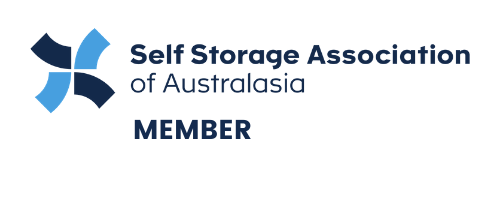 Self Storage Association
of Australasia
MEMBER